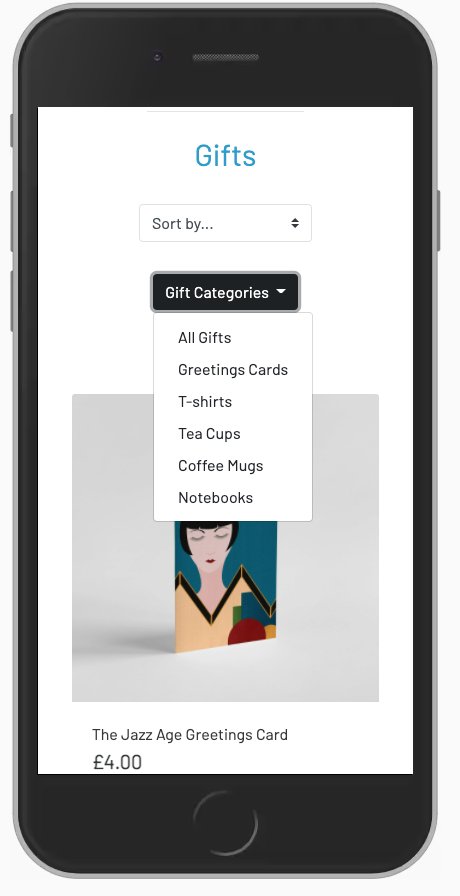 Gifts
Sort by...
Gift Categories
All Gifts
Greetings Cards
T-shirts
Tea Cups
Coffee Mugs
Notebooks
The Jazz Age Greetings Card
£4.00